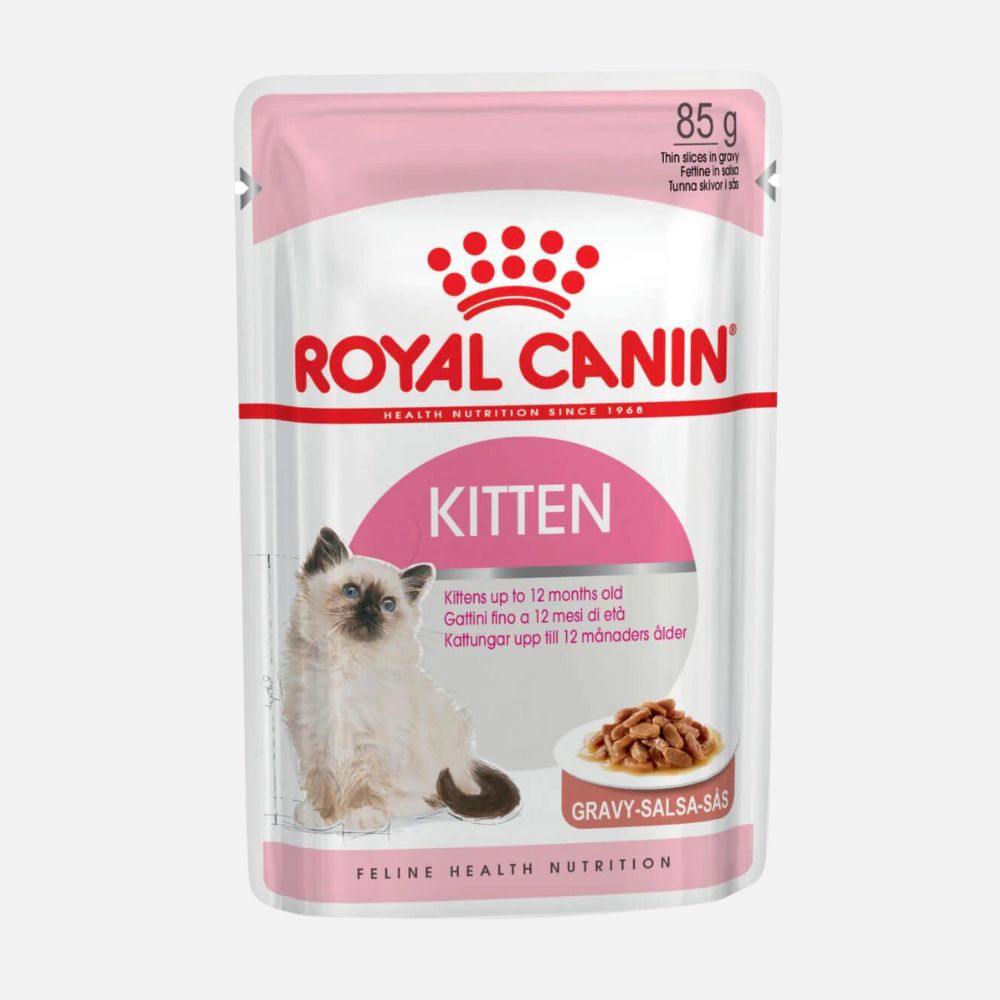 85 g
Thin slices in gravy
Fettine in salsa
Tunna skivor i sås
ROYAL CANIN®
HEALTH NUTRITION SINCE 1968
KITTEN
Kittens up to 12 months old
Gattini fino a 12 mesi di età
Kattungar upp till 12 månaders ålder
GRAVY-SALSA-SÅS
FELINE HEALTH NUTRITION